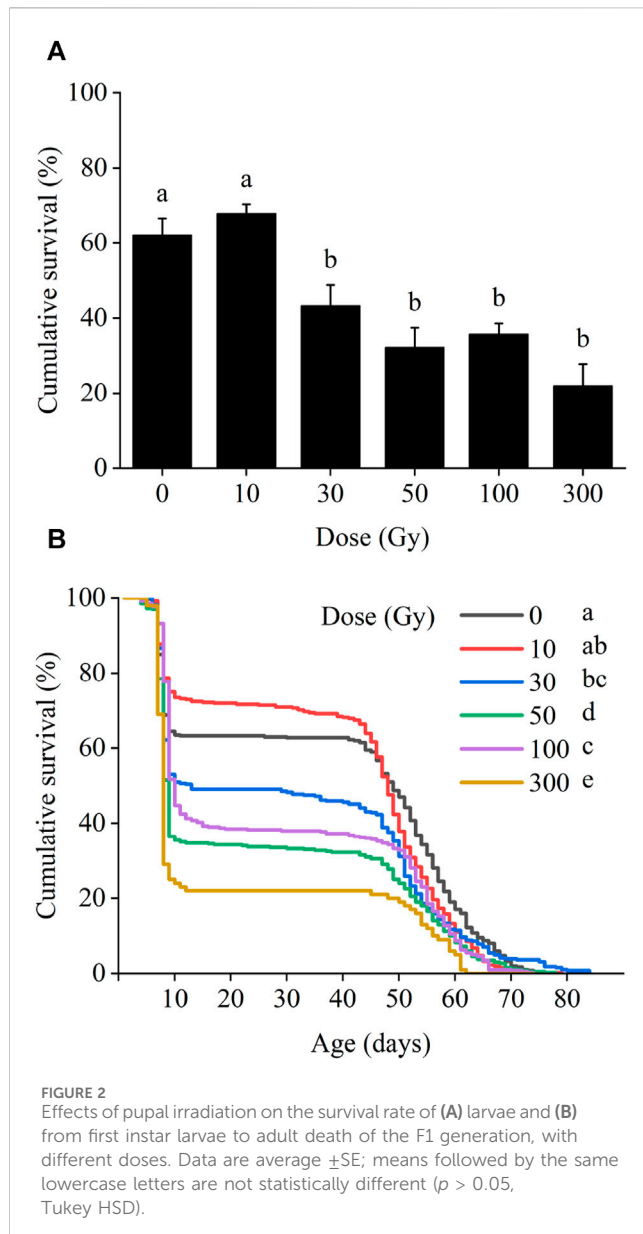 A
Cumulative survival (%)
100
80
60
40
20
0
a
a
b
b
b
b
0 10 30 50 100 300
Dose (Gy)
B
Cumulative survival (%)
100
80
60
40
20
0
Dose (Gy)
0 a
10 ab
30 bc
50 d
100 c
300 e
10 20 30 40 50 60 70 80
Age (days)
FIGURE 2
Effects of pupal irradiation on the survival rate of (A) larvae and (B)
from first instar larvae to adult death of the F1 generation, with
different doses. Data are average ±SE; means followed by the same
lowercase letters are not statistically different (p > 0.05,
Tukey HSD).